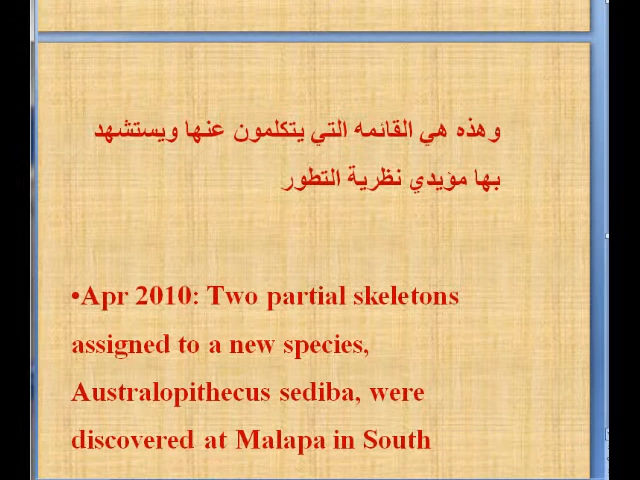 وهذه هي القائمه التي يتكلمون عنها ويستشهد
بها مؤيدي نظرية التطور
•Apr 2010: Two partial skeletons
assigned to a new species,
Australopithecus sediba, were
discovered at Malapa in South